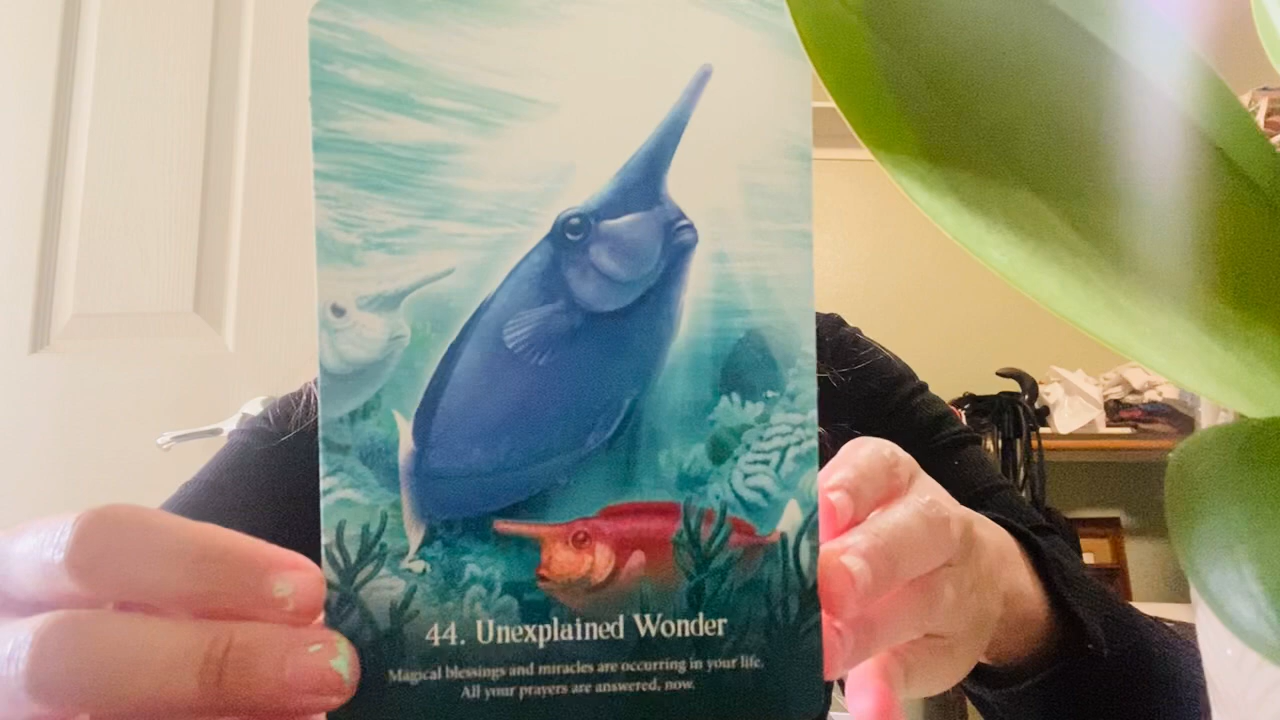 44. Unexplained Wonder
Magical blessings and miracles are occurring in your life.
All your prayers are answered, now.